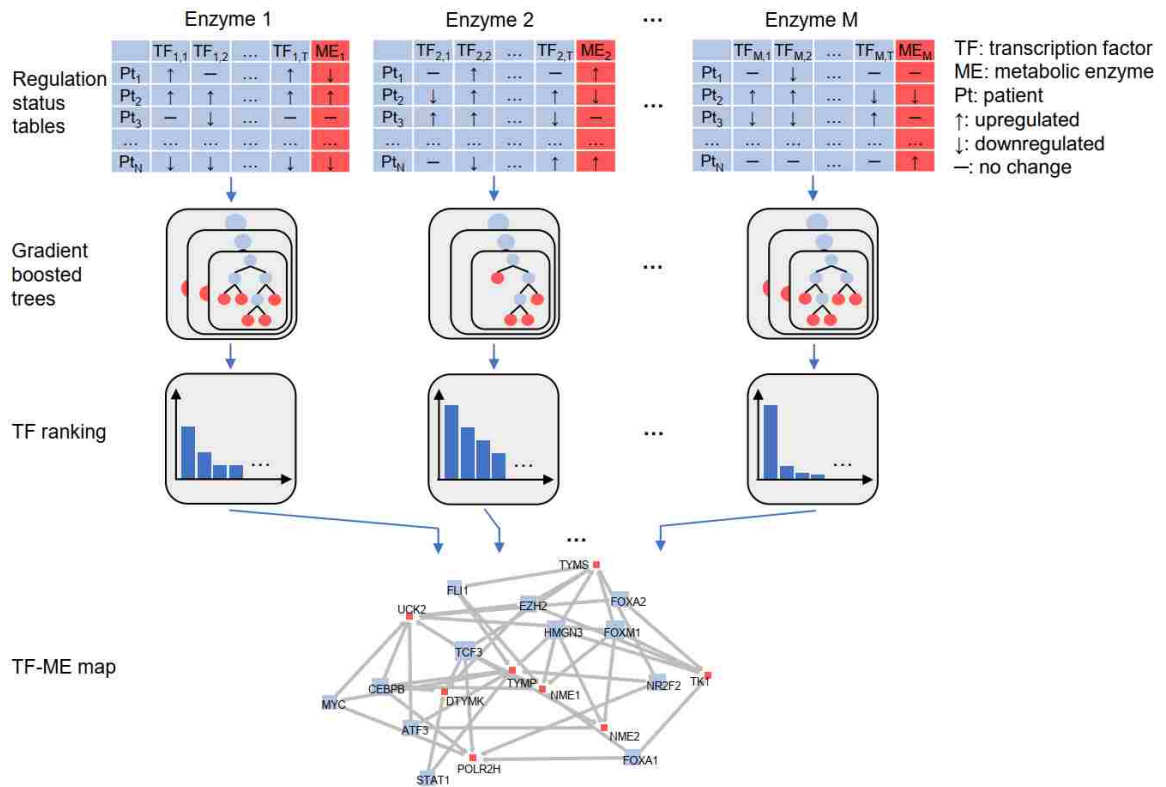 Enzyme 1 Enzyme 2 ... Enzyme M
Regulation status tables
TF1,1 TF1,2 ... TF1,T ME1
Pt1 ↑ – ↑ ↓
Pt2 ↑ ↑ ... ↑ ↑
Pt3 – ↓ ... – –
... ... ... ... ... ...
PtN ↓ ↓ ... ↓ ↓
TF2,1 TF2,2 ... TF2,T ME2
Pt1 – ↑ ... – ↑
Pt2 ↓ ↑ ... ↑ ↓
Pt3 ↑ ↑ ... ↑ –
... ... ... ... ... ...
PtN – ↓ ... ↑ ↑
...
TFM,1 TFM,2 ... TFM,T MEM
Pt1 – ↓ ... – –
Pt2 ↑ ↑ ... ↓ ↓
Pt3 ↓ ↓ ... ↑ –
... ... ... ... ... ...
PtN – – ... – ↑
TF: transcription factor
ME: metabolic enzyme
Pt: patient
↑: upregulated
↓: downregulated
–: no change
Gradient
boosted
trees
...
TF ranking
... ... ... ...
...
TF-ME map
TYMS
FLI1
EZH2
FOXA2
UCK2
HMGN3
FOXM1
TCF3
TYMP
CEBPB
NME1
NR2F2
TK1
DTYMK
MYC
ATF3
NME2
POLR2H
FOXA1
STAT1